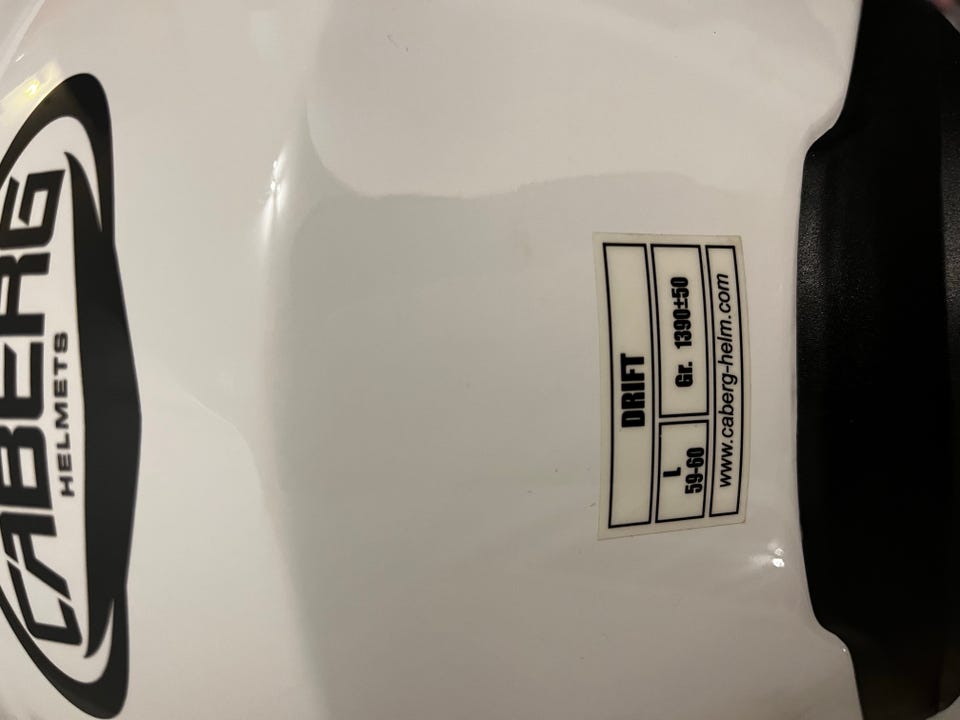 CABERG
HELMETS
DRIFT
L
59-60
Gr. 1390±50
www.caberg-helm.com